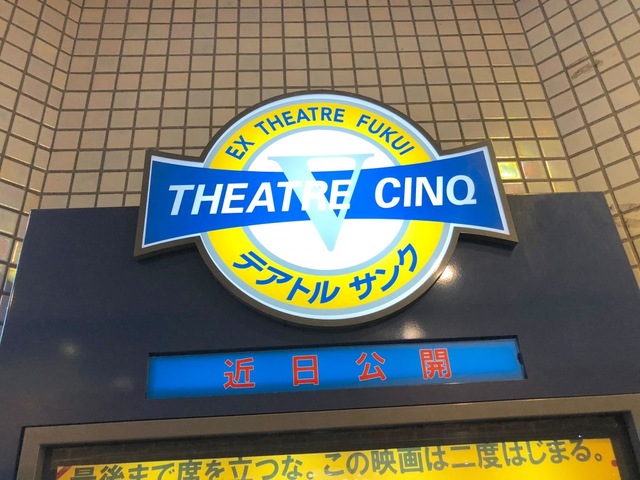 EX THEATRE FUKUI
V
THEATRE CINQ
テアトル サンク
近日公開
最後まで席を立つな。この映画は二度はじまる。